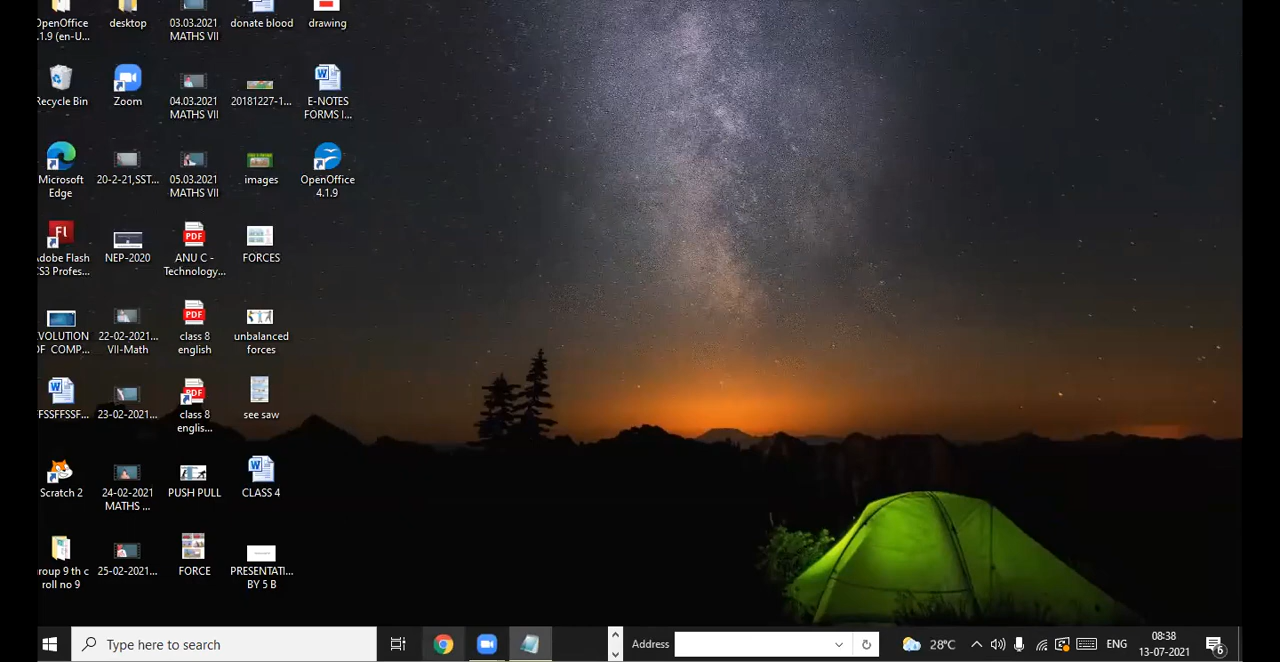 OpenOffice
.1.9 (en-U...
desktop
03.03.2021
MATHS VII
donate blood
drawing
Recycle Bin
Zoom
04.03.2021
MATHS VII
20181227-1...
E-NOTES
FORMS I...
Microsoft
Edge
20-2-21,SST...
05.03.2021
MATHS VII
images
OpenOffice
4.1.9
dobe Flash
CS3 Profes...
NEP-2020
PDF
ANU C -
Technology...
FORCES
VOLUTION
OF COMP...
22-02-2021...
VII-Math
PDF
class 8
english
unbalanced
forces
FSSFFSSF...
23-02-2021...
PDF
class 8
englis...
see saw
Scratch 2
24-02-2021
MATHS ...
PUSH PULL
CLASS 4
roup 9 th c
roll no 9
25-02-2021...
FORCE
PRESENTATI...
BY 5 B
Type here to search
Address
28°C
ENG
08:38
13-07-2021
6